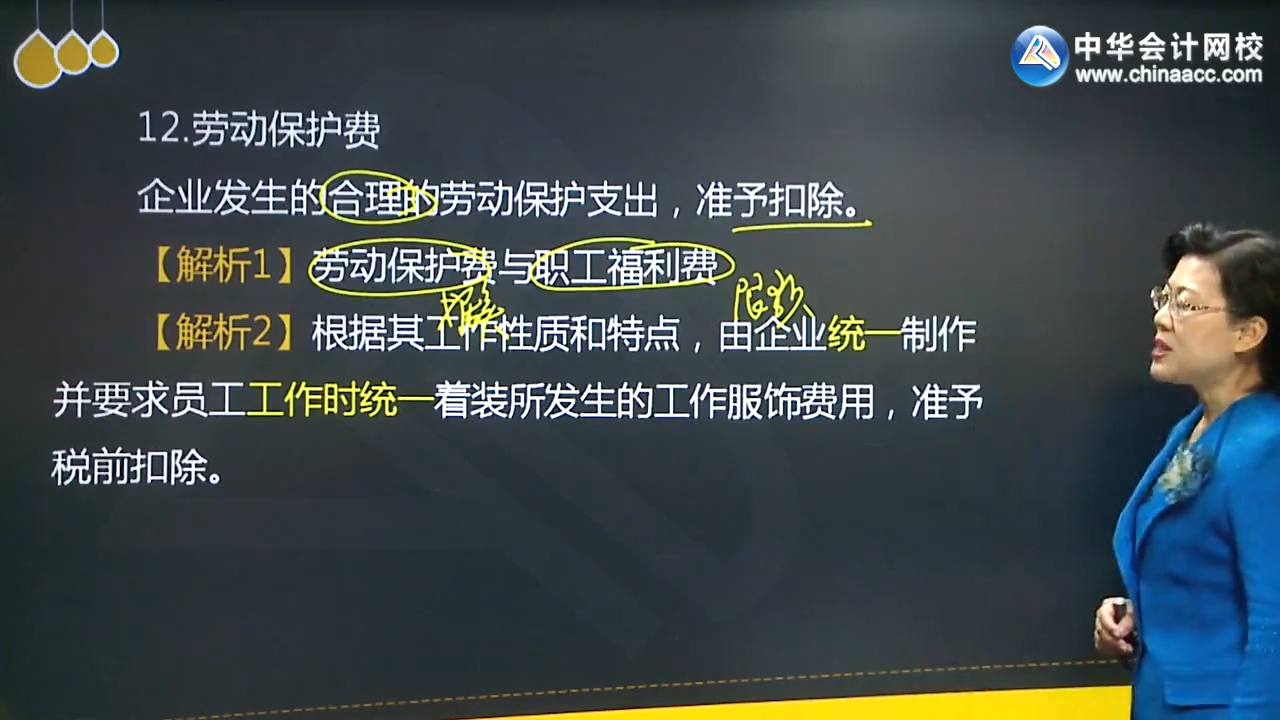 中华会计网校
www.chinaacc.com
12.劳动保护费
企业发生的合理的劳动保护支出，准予扣除。
【解析1】劳动保护费与职工福利费
【解析2】根据其工作性质和特点，由企业统一制作
并要求员工工作时统一着装所发生的工作服饰费用，准予
税前扣除。